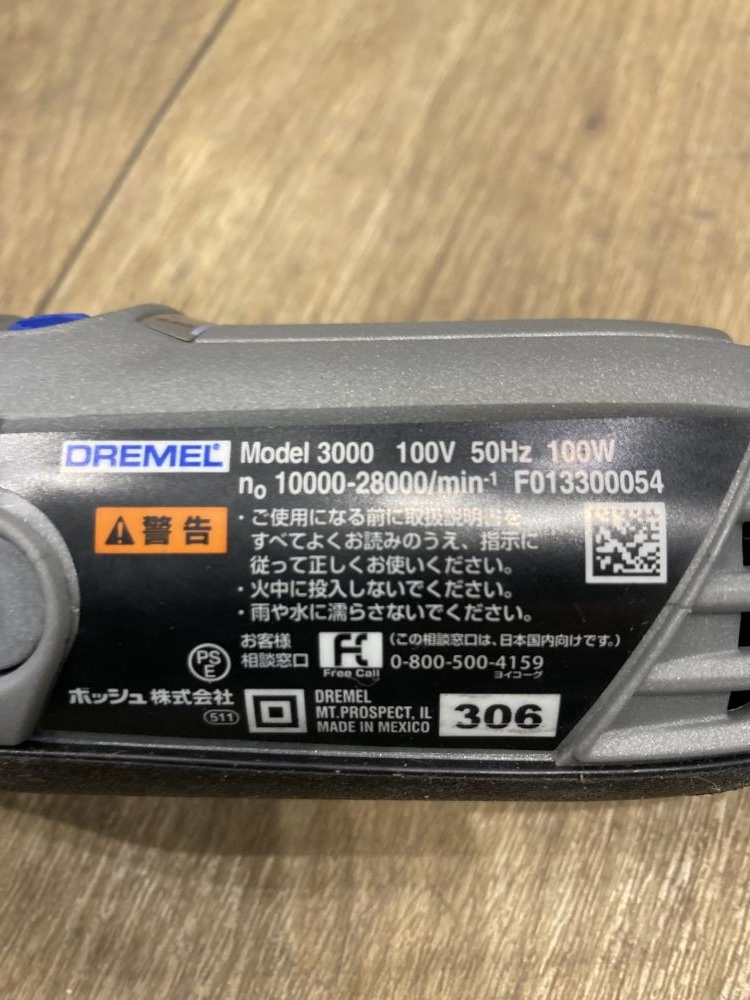 DREMEL® Model 3000 100V 50Hz 100W
n₀ 10000-28000/min⁻¹ F013300054
警告
・ご使用になる前に取扱説明書を
すべてよくお読みのうえ、指示に
従って正しくお使いください。
・火中に投入しないでください。
・雨や水に濡らさないでください。
PS
E
お客様
相談窓口
Free Call
(この相談窓口は、日本国内向けです。)
0-800-500-4159
ヨイコーグ
ボッシュ株式会社
511
DREMEL
MT.PROSPECT, IL
MADE IN MEXICO
306